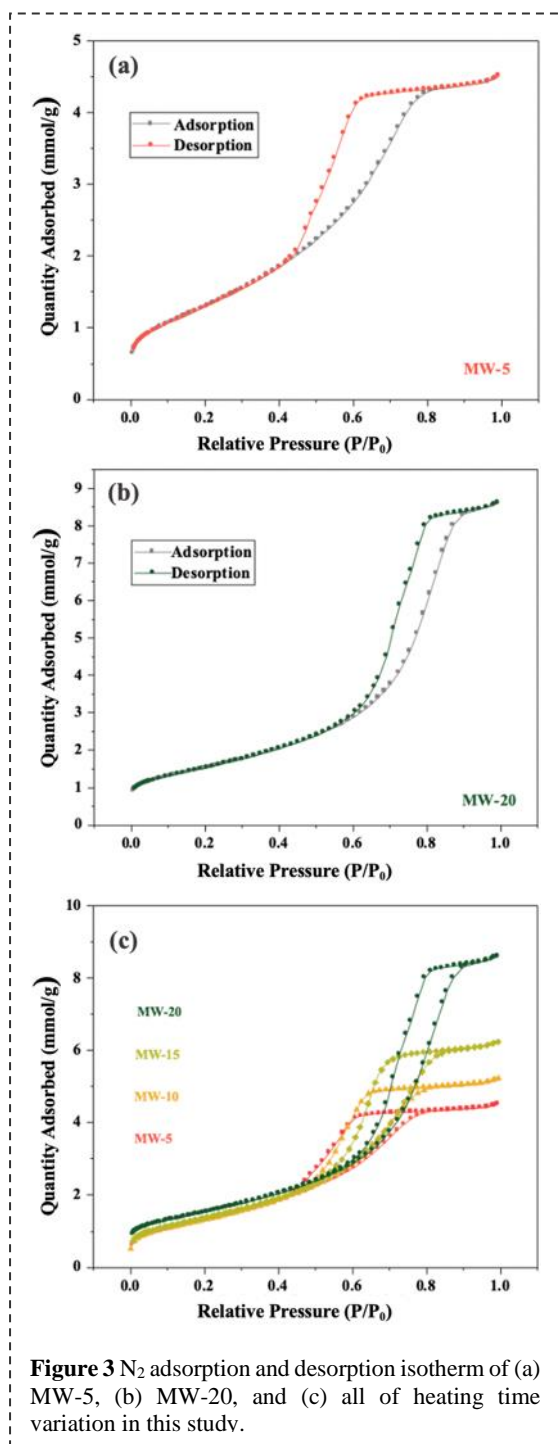 (a)
Adsorption
Desorption
MW-5
Quantity Adsorbed (mmol/g)
5
4
3
2
1
0
0.0 0.2 0.4 0.6 0.8 1.0
Relative Pressure (P/P₀)
(b)
Adsorption
Desorption
MW-20
Quantity Adsorbed (mmol/g)
9
8
7
6
5
4
3
2
1
0
0.0 0.2 0.4 0.6 0.8 1.0
Relative Pressure (P/P₀)
(c)
MW-20
MW-15
MW-10
MW-5
Quantity Adsorbed (mmol/g)
10
8
6
4
2
0
0.0 0.2 0.4 0.6 0.8 1.0
Relative Pressure (P/P₀)
Figure 3 N₂ adsorption and desorption isotherm of (a)
MW-5, (b) MW-20, and (c) all of heating time
variation in this study.